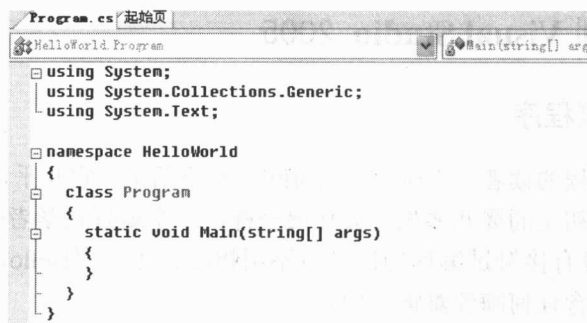 Program.cs 起始页
HelloWorld.Program Main(string[] arg
using System;
using System.Collections.Generic;
using System.Text;
namespace HelloWorld
{
class Program
{
static void Main(string[] args)
{
}
}
}